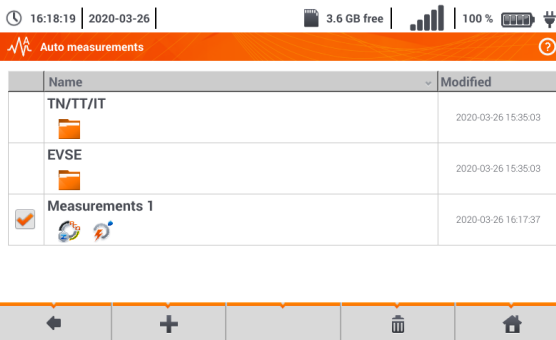 16:18:19 2020-03-26 3.6 GB free 100 %
Auto measurements ?
Name Modified
TN/TT/IT
2020-03-26 15:35:03
EVSE
2020-03-26 15:35:03
Measurements 1
2020-03-26 16:17:37